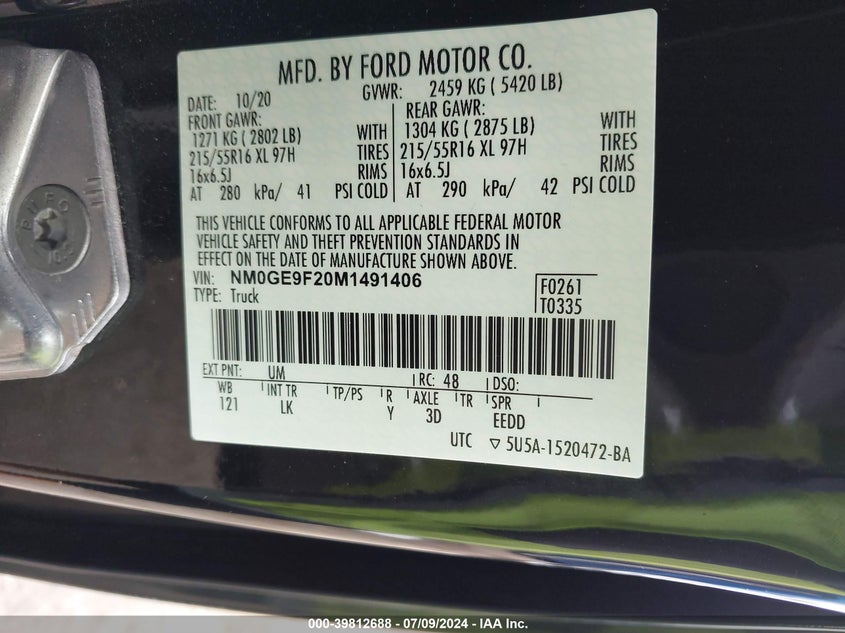 MFD. BY FORD MOTOR CO.
DATE: 10/20 GVWR: 2459 KG ( 5420 LB)
FRONT GAWR: REAR GAWR:
1271 KG ( 2802 LB) WITH 1304 KG ( 2875 LB) WITH
215/55R16 XL 97H TIRES 215/55R16 XL 97H TIRES
16x6.5J RIMS 16x6.5J RIMS
AT 280 kPa/ 41 PSI COLD AT 290 kPa/ 42 PSI COLD
THIS VEHICLE CONFORMS TO ALL APPLICABLE FEDERAL MOTOR
VEHICLE SAFETY AND THEFT PREVENTION STANDARDS IN
EFFECT ON THE DATE OF MANUFACTURE SHOWN ABOVE.
VIN: NM0GE9F20M1491406 F0261
TYPE: Truck T0335
EXT PNT: UM RC: 48 DSO:
WB INT TR TP/PS R AXLE TR SPR
121 LK Y 3D EEDD
UTC ▽ 5U5A-1520472-BA
000-39812688 - 07/09/2024 - IAA Inc.